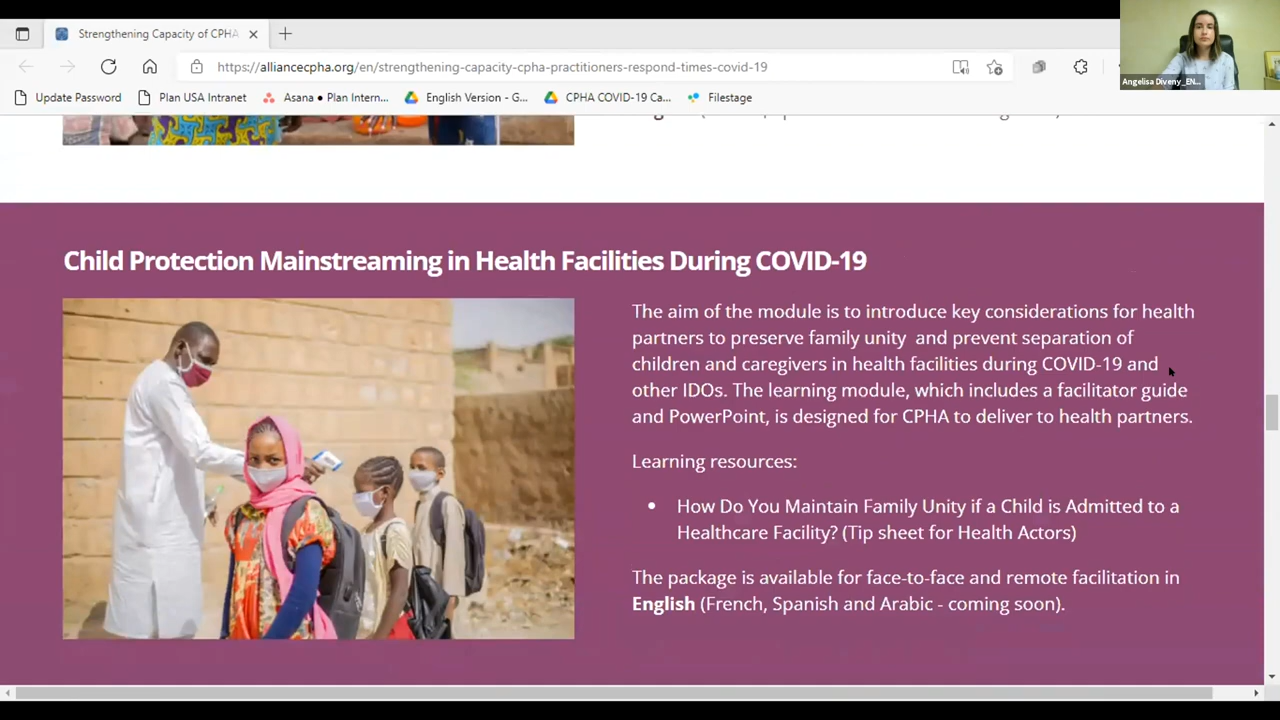 Strengthening Capacity of CPHA
https://alliancecpha.org/en/strengthening-capacity-cpha-practitioners-respond-times-covid-19
Angelisa Diveny_EN...
Update Password
Plan USA Intranet
Asana • Plan Intern...
English Version - G...
CPHA COVID-19 Ca...
Filestage
Child Protection Mainstreaming in Health Facilities During COVID-19
The aim of the module is to introduce key considerations for health
partners to preserve family unity and prevent separation of
children and caregivers in health facilities during COVID-19 and
other IDOs. The learning module, which includes a facilitator guide
and PowerPoint, is designed for CPHA to deliver to health partners.
Learning resources:
• How Do You Maintain Family Unity if a Child is Admitted to a
Healthcare Facility? (Tip sheet for Health Actors)
The package is available for face-to-face and remote facilitation in
English (French, Spanish and Arabic - coming soon).